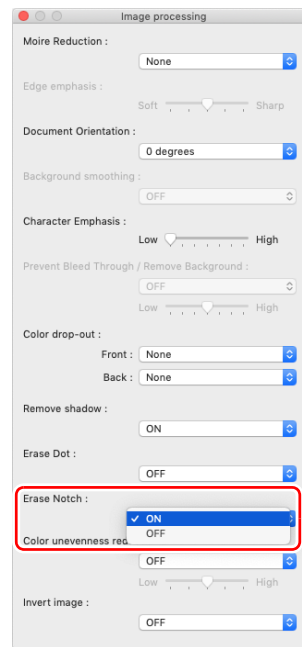 Image processing
Moire Reduction :
None
Edge emphasis :
Soft Sharp
Document Orientation :
0 degrees
Background smoothing :
OFF
Character Emphasis :
Low High
Prevent Bleed Through / Remove Background :
OFF
Low High
Color drop-out :
Front : None
Back : None
Remove shadow :
ON
Erase Dot :
OFF
Erase Notch :
✓ ON
OFF
Color unevenness
OFF
Low High
Invert image :
OFF